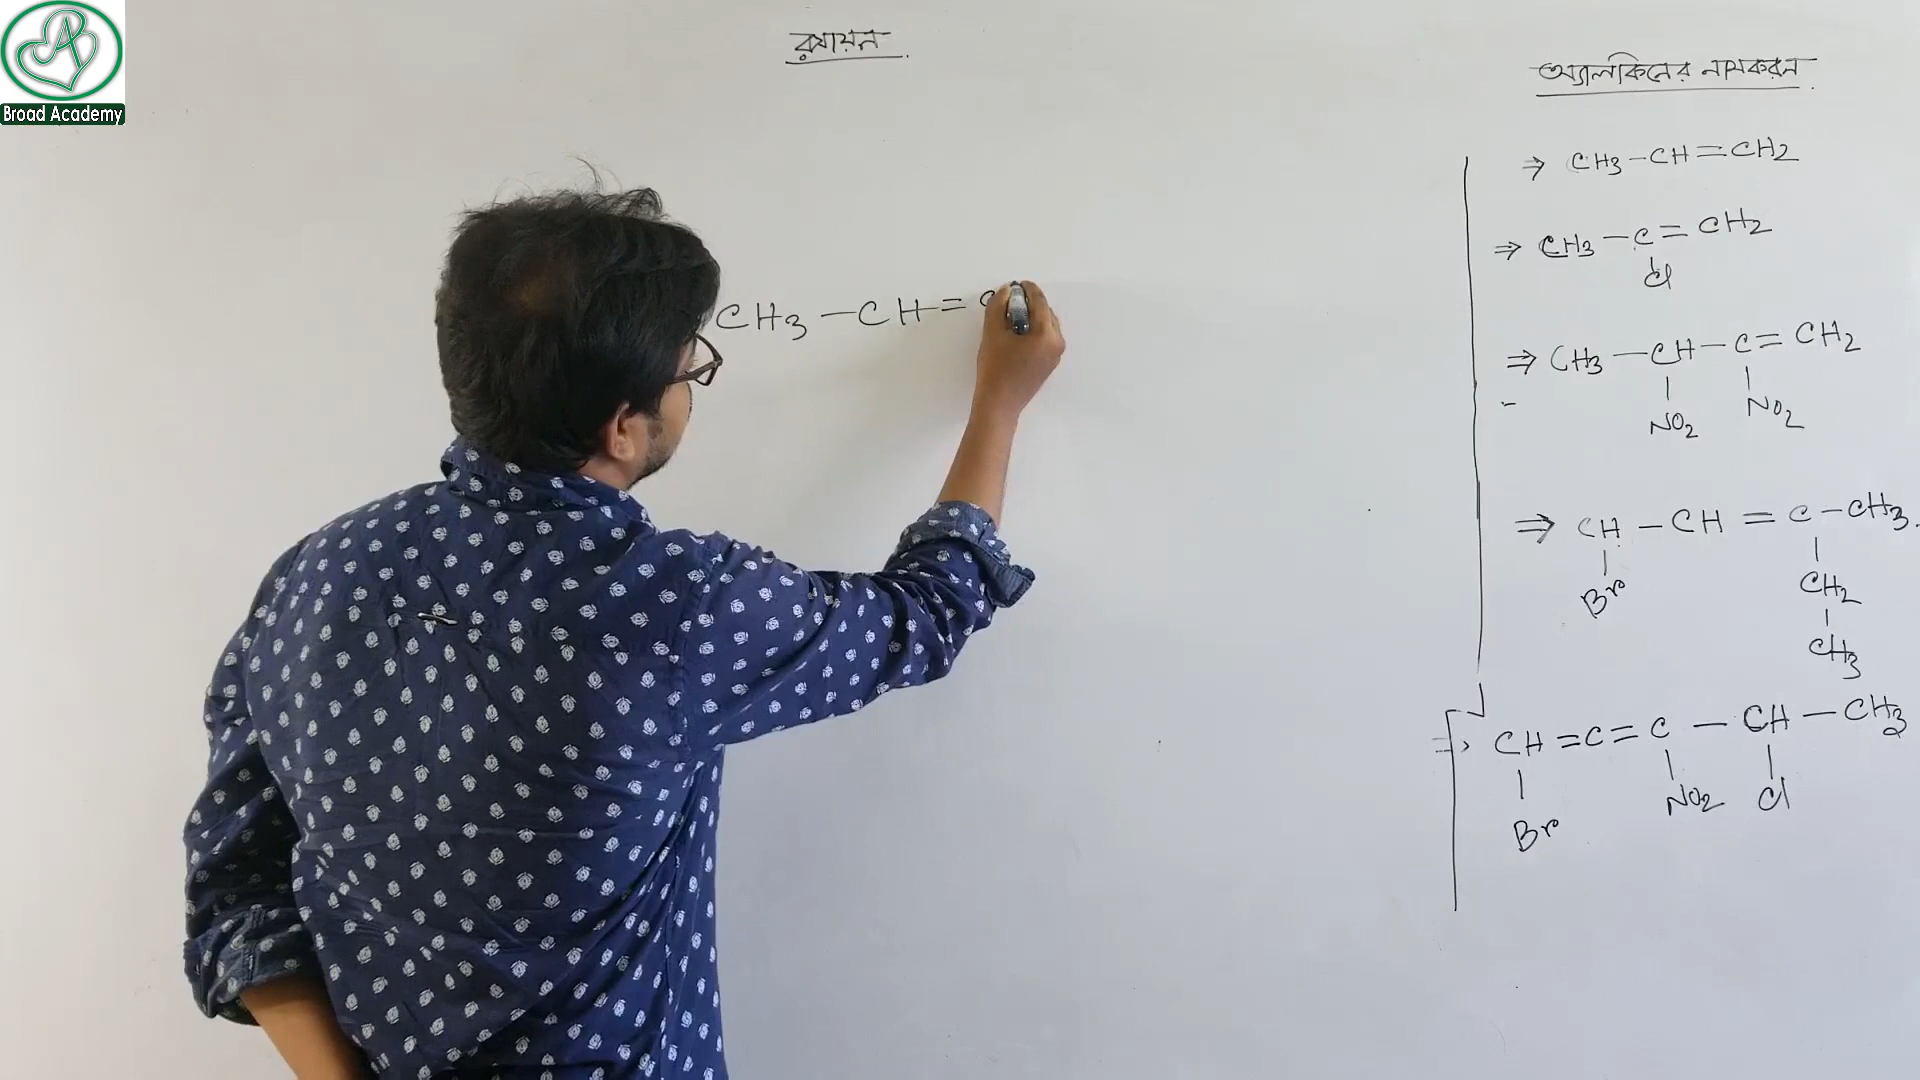 Broad Academy
রসায়ন
CH3 – CH = C
অ্যালকিনের নামকরন
⇒ CH3 – CH = CH2
⇒ CH3 – C = CH2
Cl
⇒ CH3 – CH – C = CH2
NO2 NO2
⇒ CH – CH = C – CH3.
Br CH2
CH3
⇒ CH = C = C – CH – CH3
Br NO2 Cl